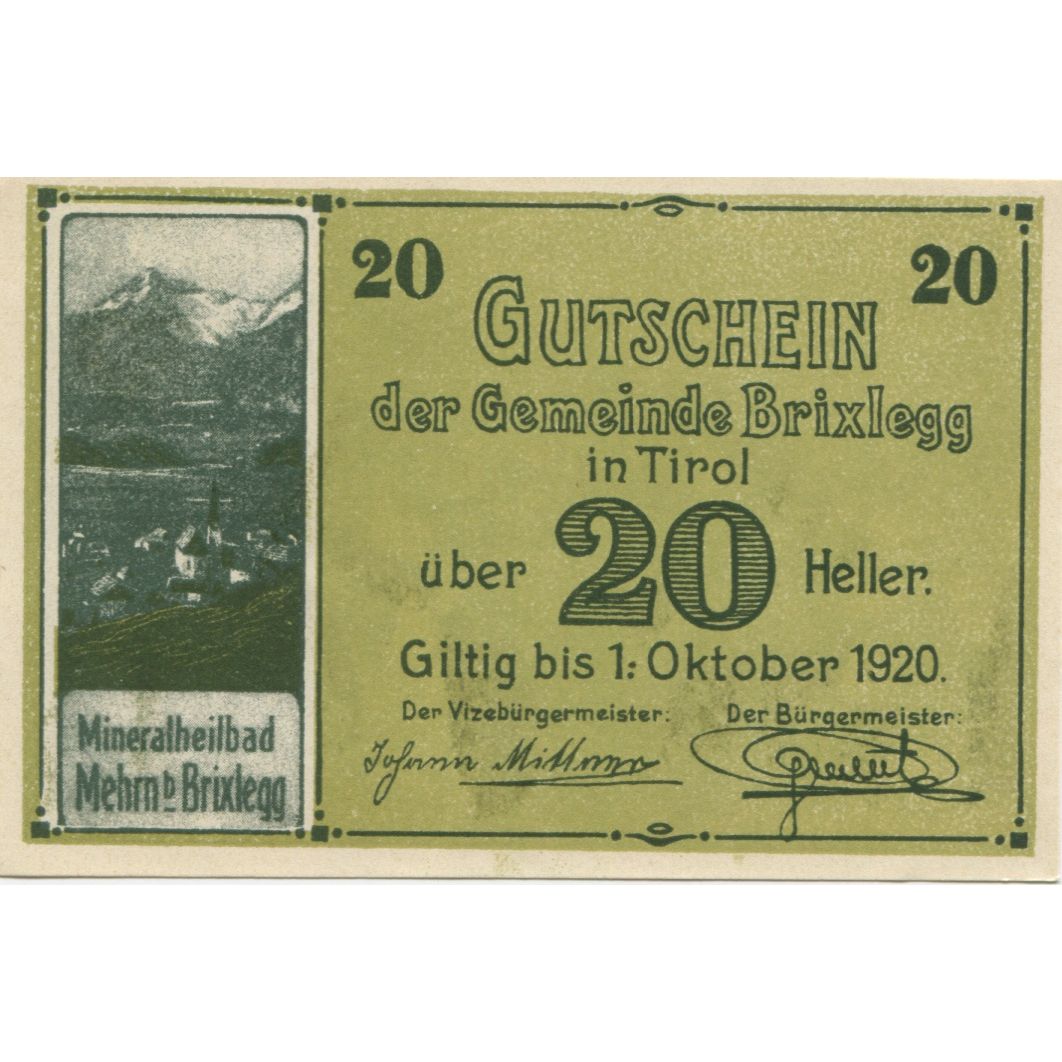 20
20
GUTSCHEIN
der Gemeinde Brixlegg
in Tirol
über 20 Heller.
Giltig bis 1. Oktober 1920.
Der Vizebürgermeister:
Der Bürgermeister:
Johann
Mineralheilbad
Mehrn b Brixlegg